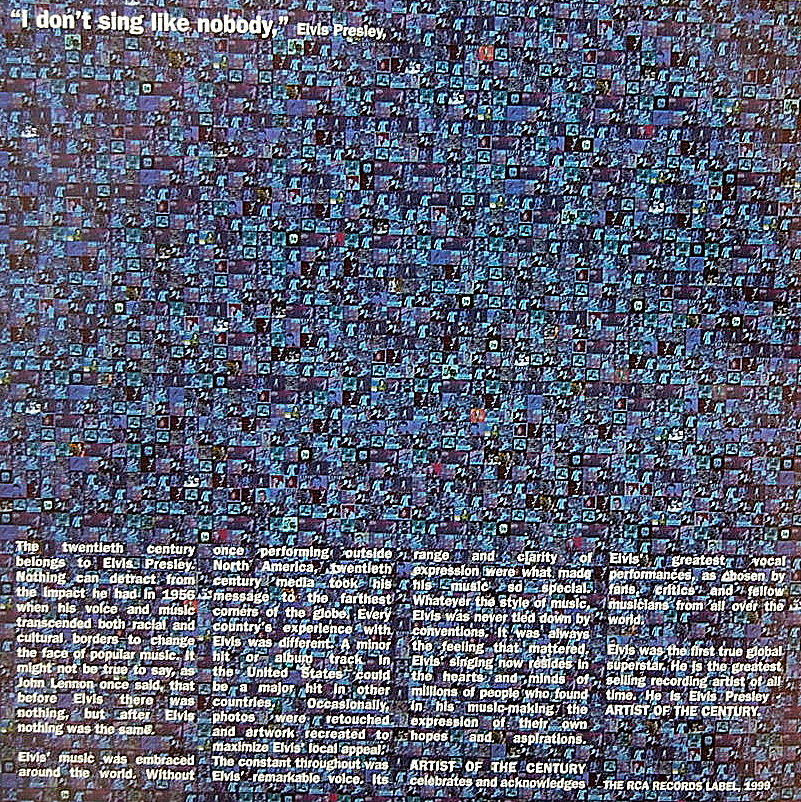 “I don’t sing like nobody,” Elvis Presley,
The twentieth century
belongs to Elvis Presley.
Nothing can detract from
the impact he had in 1956
when his voice and music
transcended both racial and
cultural borders to change
the face of popular music. It
might not be true to say, as
John Lennon once said, that
before Elvis there was
nothing, but after Elvis
nothing was the same.
Elvis’ music was embraced
around the world. Without
once performing outside
North America, twentieth
century media took his
message to the farthest
corners of the globe. Every
country’s experience with
Elvis was different. A minor
hit or album track in
the United States could
be a major hit in other
countries. Occasionally,
photos were retouched
and artwork recreated to
maximize Elvis’ local appeal.
The constant throughout was
Elvis’ remarkable voice. Its
range and clarity of
expression were what made
his music so special.
Whatever the style of music,
Elvis was never tied down by
conventions. It was always
the feeling that mattered.
Elvis’ singing now resides in
the hearts and minds of
millions of people who found
in his music-making the
expression of their own
hopes and aspirations.
ARTIST OF THE CENTURY
celebrates and acknowledges
Elvis’ greatest vocal
performances, as chosen by
fans, critics and fellow
musicians from all over the
world.
Elvis was the first true global
superstar. He is the greatest
selling recording artist of all
time. He is Elvis Presley
ARTIST OF THE CENTURY.
THE RCA RECORDS LABEL, 1999